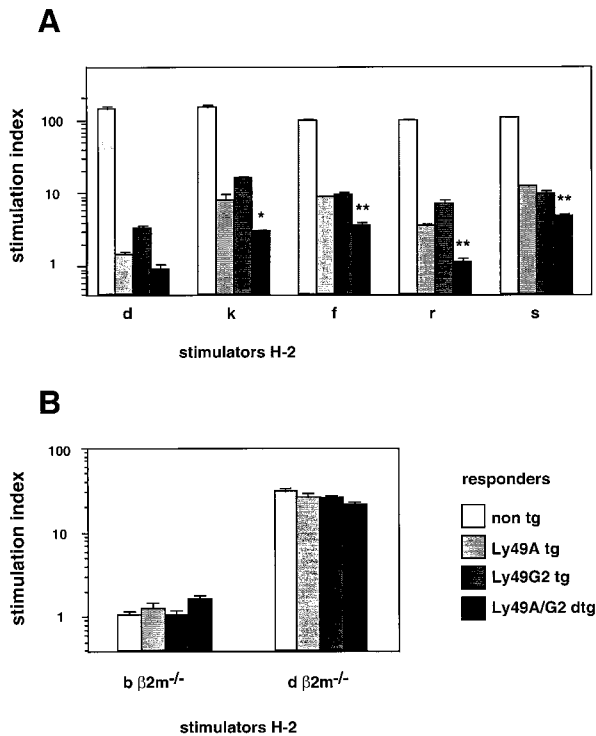 A
stimulation index
100
10
1
* ** ** **
d k f r s
stimulators H-2
B
stimulation index
100
10
1
b β2m-/- d β2m-/-
stimulators H-2
responders
non tg
Ly49A tg
Ly49G2 tg
Ly49A/G2 dtg